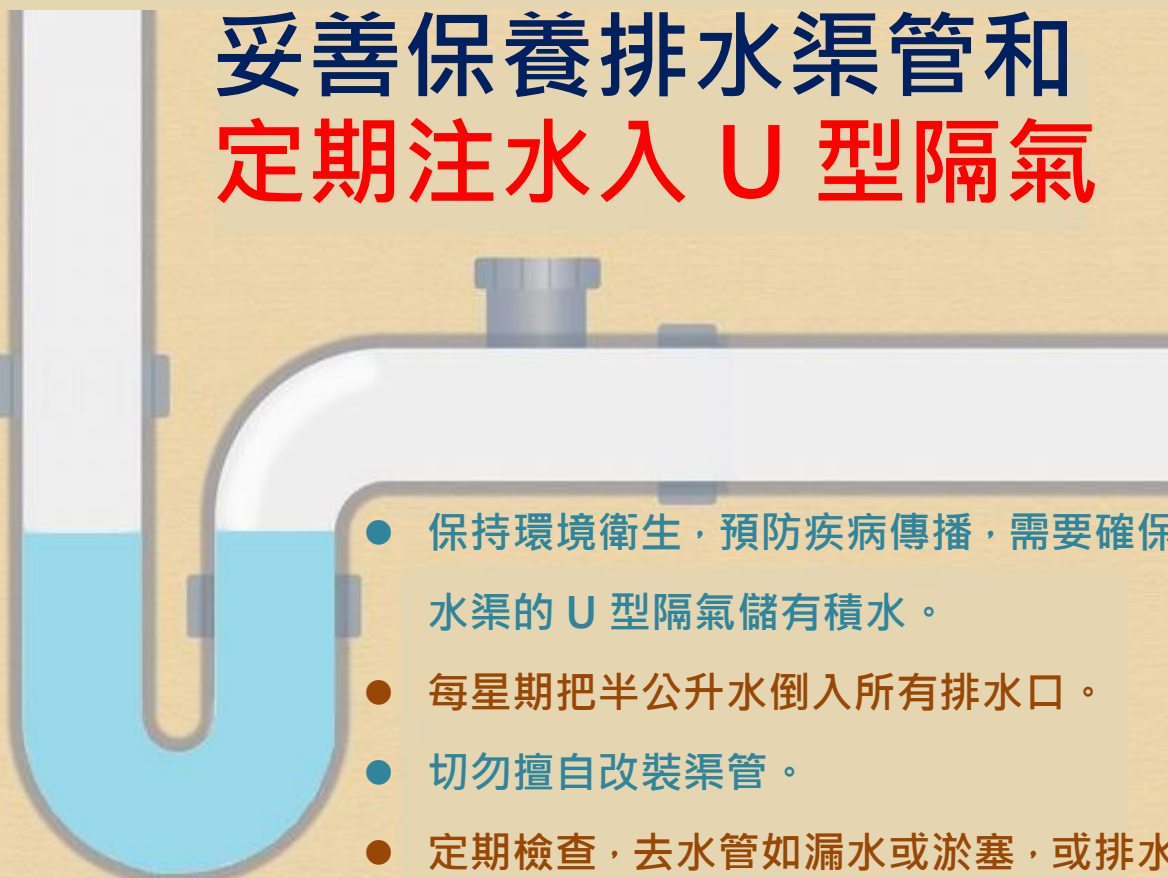 妥善保養排水渠管和
定期注水入 U 型隔氣
● 保持環境衛生，預防疾病傳播，需要確保
水渠的 U 型隔氣儲有積水。
● 每星期把半公升水倒入所有排水口。
● 切勿擅自改裝渠管。
● 定期檢查，去水管如漏水或淤塞，或排水